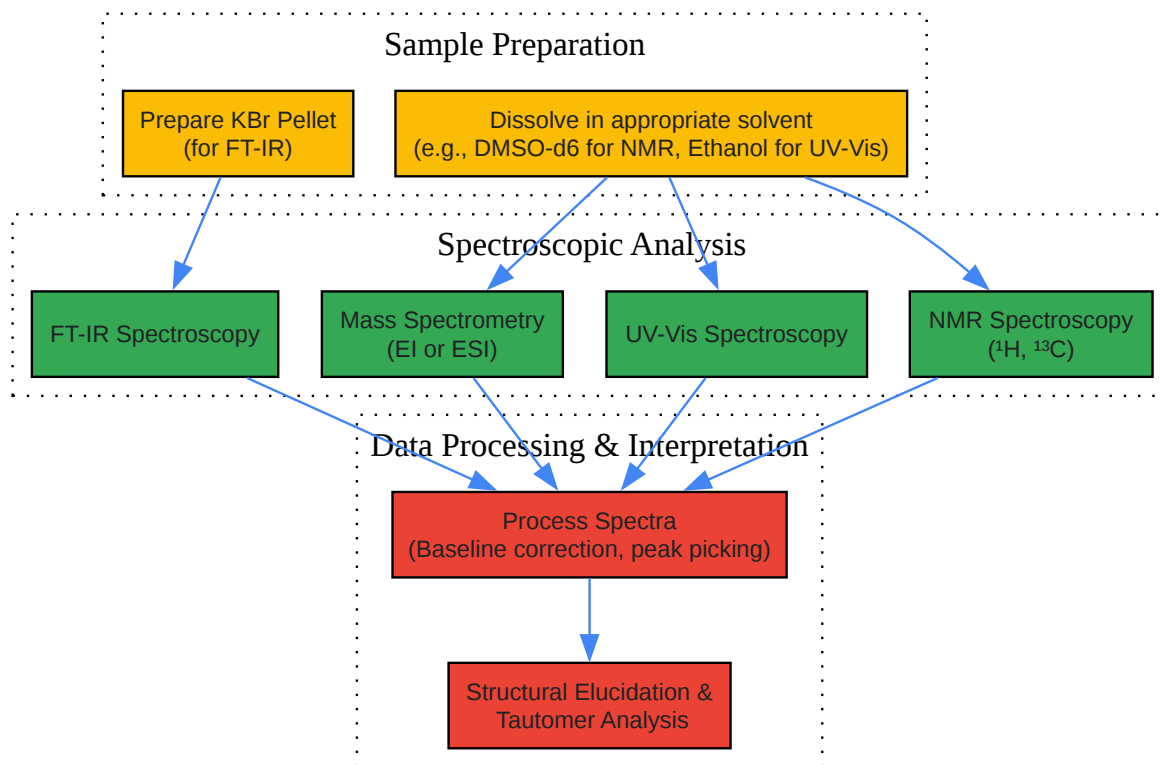 Sample Preparation
Prepare KBr Pellet
(for FT-IR)
Dissolve in appropriate solvent
(e.g., DMSO-d6 for NMR, Ethanol for UV-Vis)
Spectroscopic Analysis
FT-IR Spectroscopy
Mass Spectrometry
(EI or ESI)
UV-Vis Spectroscopy
NMR Spectroscopy
(¹H, ¹³C)
Data Processing & Interpretation
Process Spectra
(Baseline correction, peak picking)
Structural Elucidation &
Tautomer Analysis